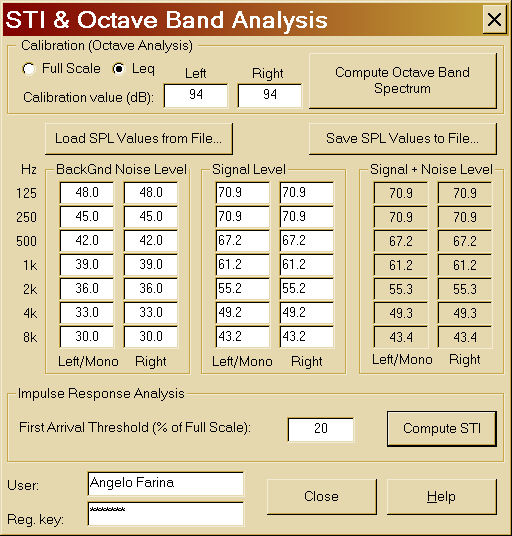 STI & Octave Band Analysis
Calibration (Octave Analysis)
Full Scale Leq Left Right
Calibration value (dB): 94 94
Compute Octave Band
Spectrum
Load SPL Values from File... Save SPL Values to File...
Hz BackGnd Noise Level Signal Level Signal + Noise Level
125 48.0 48.0 70.9 70.9 70.9 70.9
250 45.0 45.0 70.9 70.9 70.9 70.9
500 42.0 42.0 67.2 67.2 67.2 67.2
1k 39.0 39.0 61.2 61.2 61.2 61.2
2k 36.0 36.0 55.2 55.2 55.3 55.3
4k 33.0 33.0 49.2 49.2 49.3 49.3
8k 30.0 30.0 43.2 43.2 43.4 43.4
Left/Mono Right Left/Mono Right Left/Mono Right
Impulse Response Analysis
First Arrival Threshold (% of Full Scale): 20 Compute STI
User: Angelo Farina
Close Help
Reg. key: ********